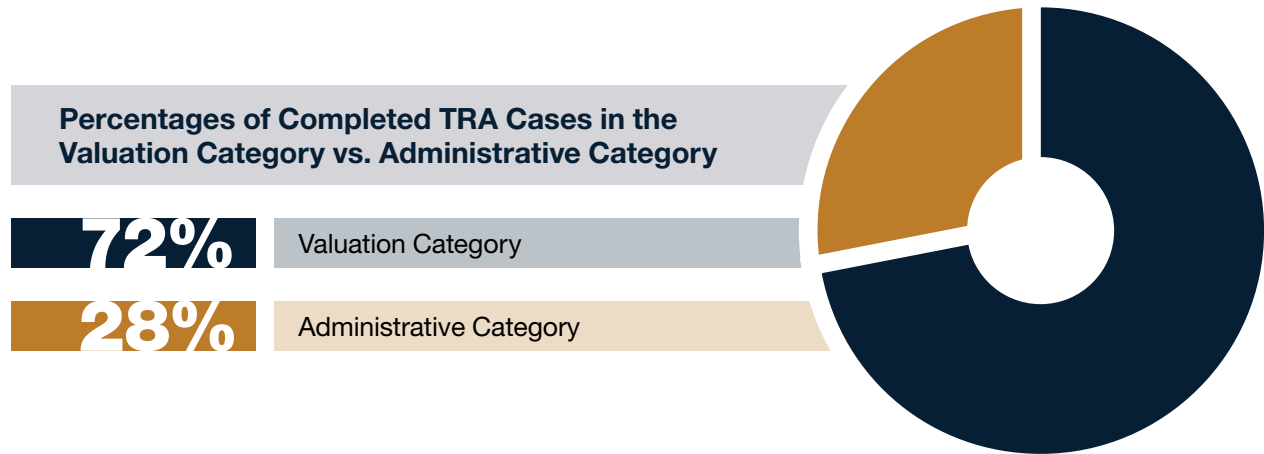 Percentages of Completed TRA Cases in the
Valuation Category vs. Administrative Category
72%
Valuation Category
28%
Administrative Category